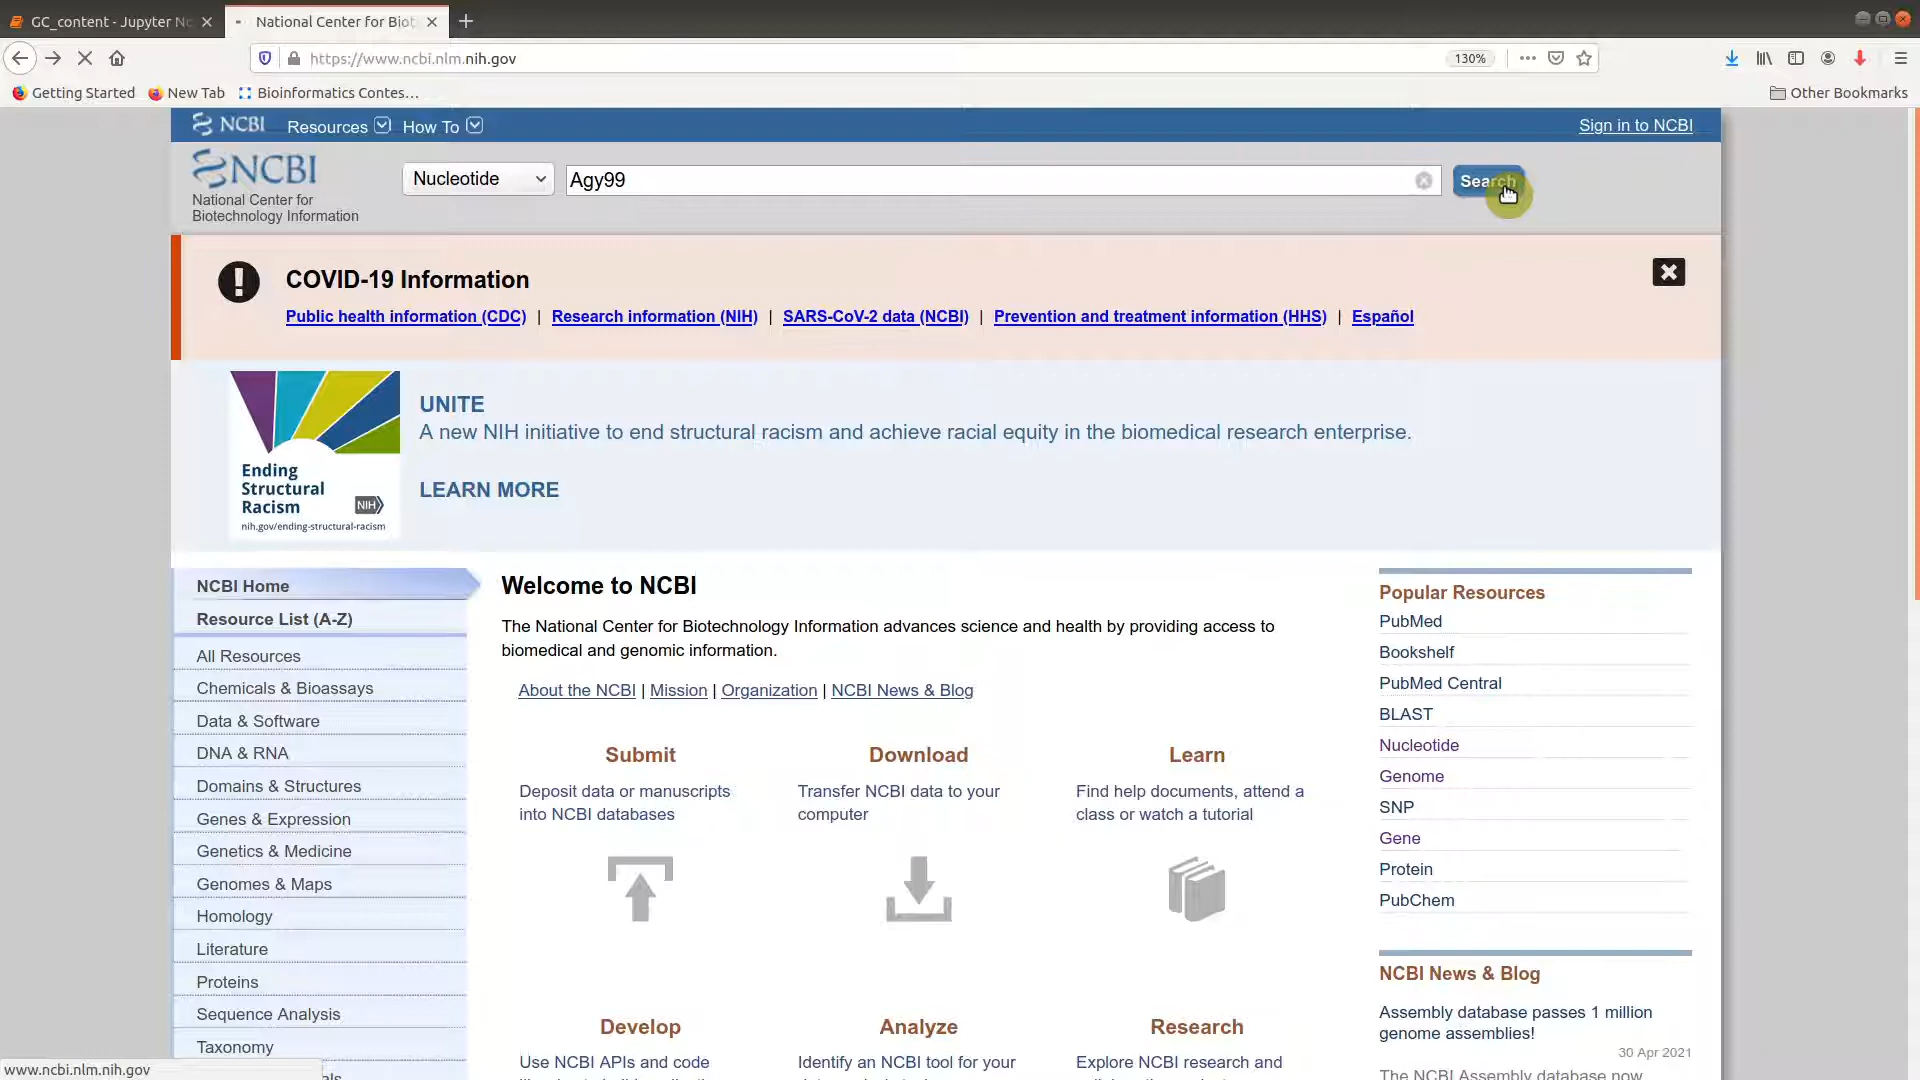 GC_content - Jupyter No
National Center for Biot
https://www.ncbi.nlm.nih.gov
130%
Getting Started
New Tab
Bioinformatics Contes…
Other Bookmarks
NCBI
Resources
How To
Sign in to NCBI
NCBI
National Center for
Biotechnology Information
Nucleotide
Agy99
Search
COVID-19 Information
Public health information (CDC) | Research information (NIH) | SARS-CoV-2 data (NCBI) | Prevention and treatment information (HHS) | Español
UNITE
A new NIH initiative to end structural racism and achieve racial equity in the biomedical research enterprise.
LEARN MORE
Ending
Structural
Racism
NIH
nih.gov/ending-structural-racism
NCBI Home
Resource List (A-Z)
All Resources
Chemicals & Bioassays
Data & Software
DNA & RNA
Domains & Structures
Genes & Expression
Genetics & Medicine
Genomes & Maps
Homology
Literature
Proteins
Sequence Analysis
Taxonomy
Welcome to NCBI
The National Center for Biotechnology Information advances science and health by providing access to
biomedical and genomic information.
About the NCBI | Mission | Organization | NCBI News & Blog
Submit
Deposit data or manuscripts
into NCBI databases
Download
Transfer NCBI data to your
computer
Learn
Find help documents, attend a
class or watch a tutorial
Develop
Use NCBI APIs and code
Analyze
Identify an NCBI tool for your
Research
Explore NCBI research and
Popular Resources
PubMed
Bookshelf
PubMed Central
BLAST
Nucleotide
Genome
SNP
Gene
Protein
PubChem
NCBI News & Blog
Assembly database passes 1 million
genome assemblies!
30 Apr 2021
The NCBI Assembly database now
www.ncbi.nlm.nih.gov